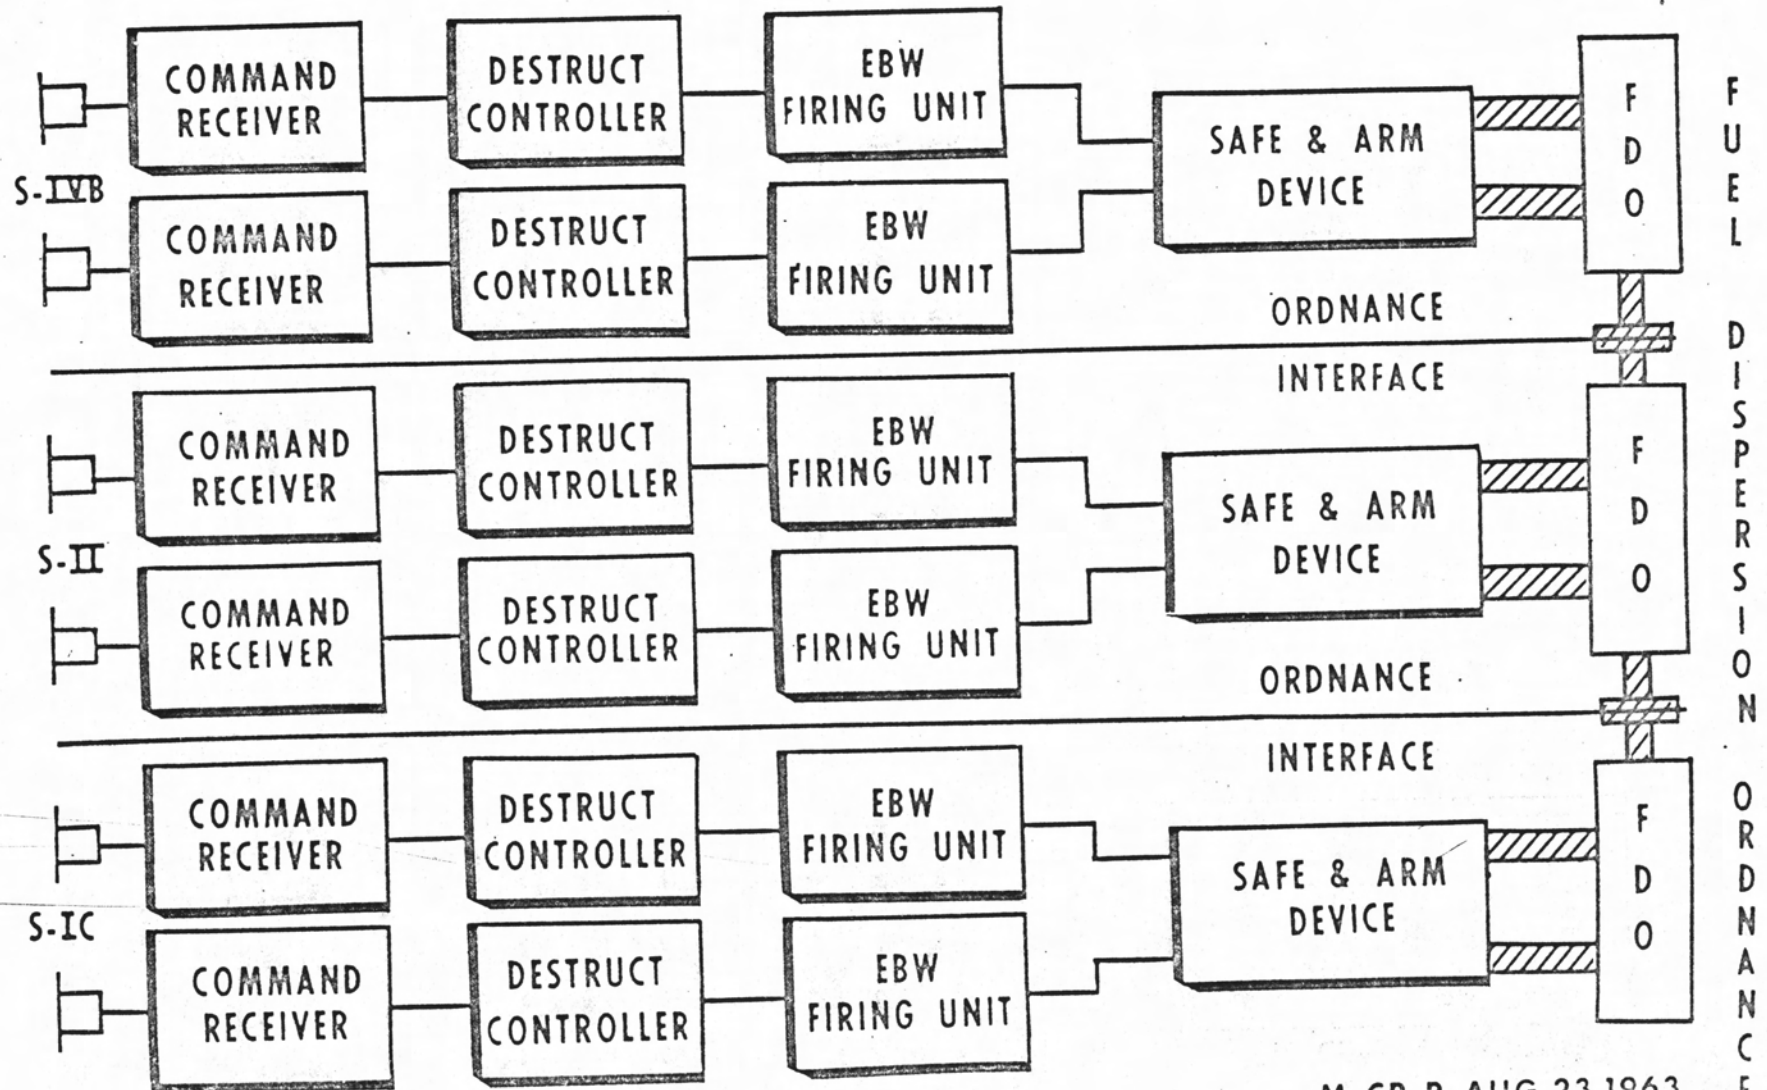 COMMAND
RECEIVER
DESTRUCT
CONTROLLER
EBW
FIRING UNIT
SAFE & ARM
DEVICE
F
D
O
S-IVB
COMMAND
RECEIVER
DESTRUCT
CONTROLLER
EBW
FIRING UNIT
ORDNANCE
INTERFACE
COMMAND
RECEIVER
DESTRUCT
CONTROLLER
EBW
FIRING UNIT
SAFE & ARM
DEVICE
F
D
O
S-II
COMMAND
RECEIVER
DESTRUCT
CONTROLLER
EBW
FIRING UNIT
ORDNANCE
INTERFACE
COMMAND
RECEIVER
DESTRUCT
CONTROLLER
EBW
FIRING UNIT
SAFE & ARM
DEVICE
F
D
O
S-IC
COMMAND
RECEIVER
DESTRUCT
CONTROLLER
EBW
FIRING UNIT
FUEL DISPERSION ORDNANCE
AUG 23 1963